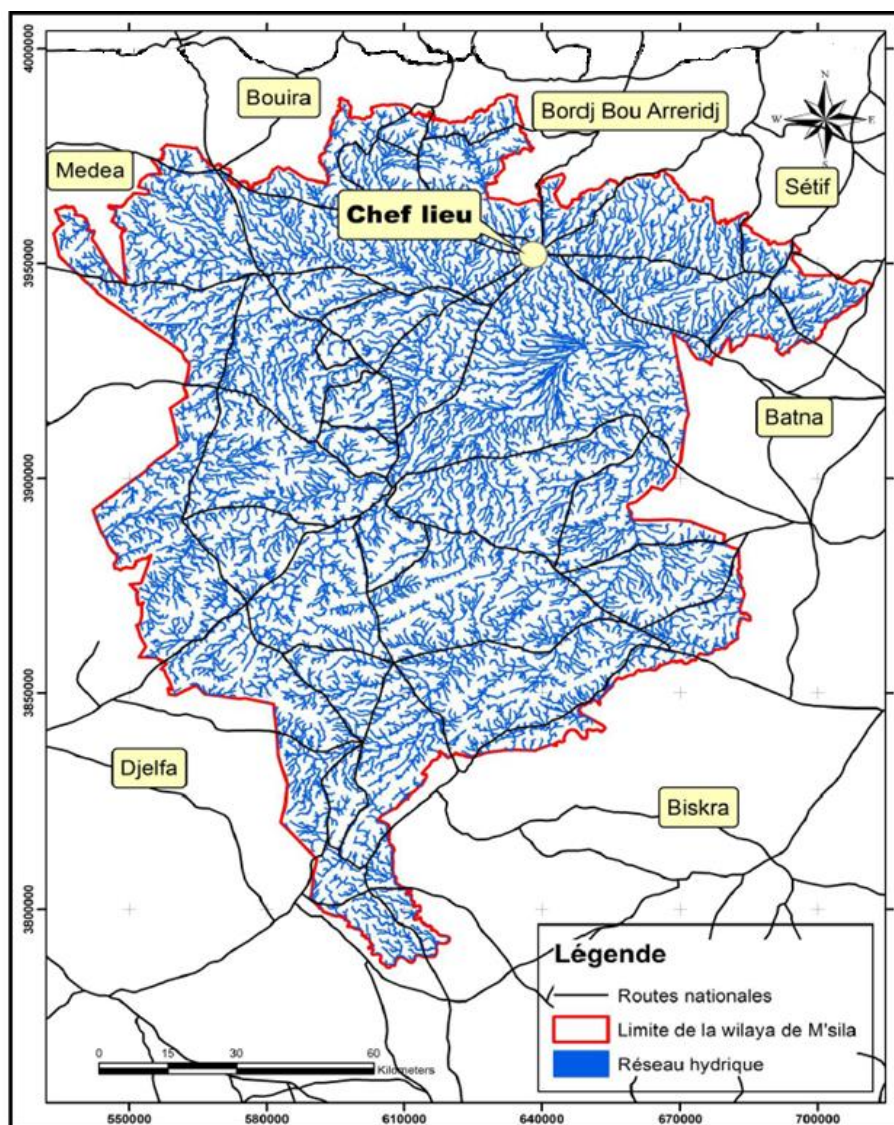 4000000
Bouira
Bordj Bou Arreridj
N
W
E
S
Medea
Sétif
Chef lieu
3950000
Batna
3900000
3850000
Djelfa
Biskra
3800000
Légende
Routes nationales
Limite de la wilaya de M'sila
Réseau hydrique
0 15 30 60
Kilometers
550000 580000 610000 640000 670000 700000